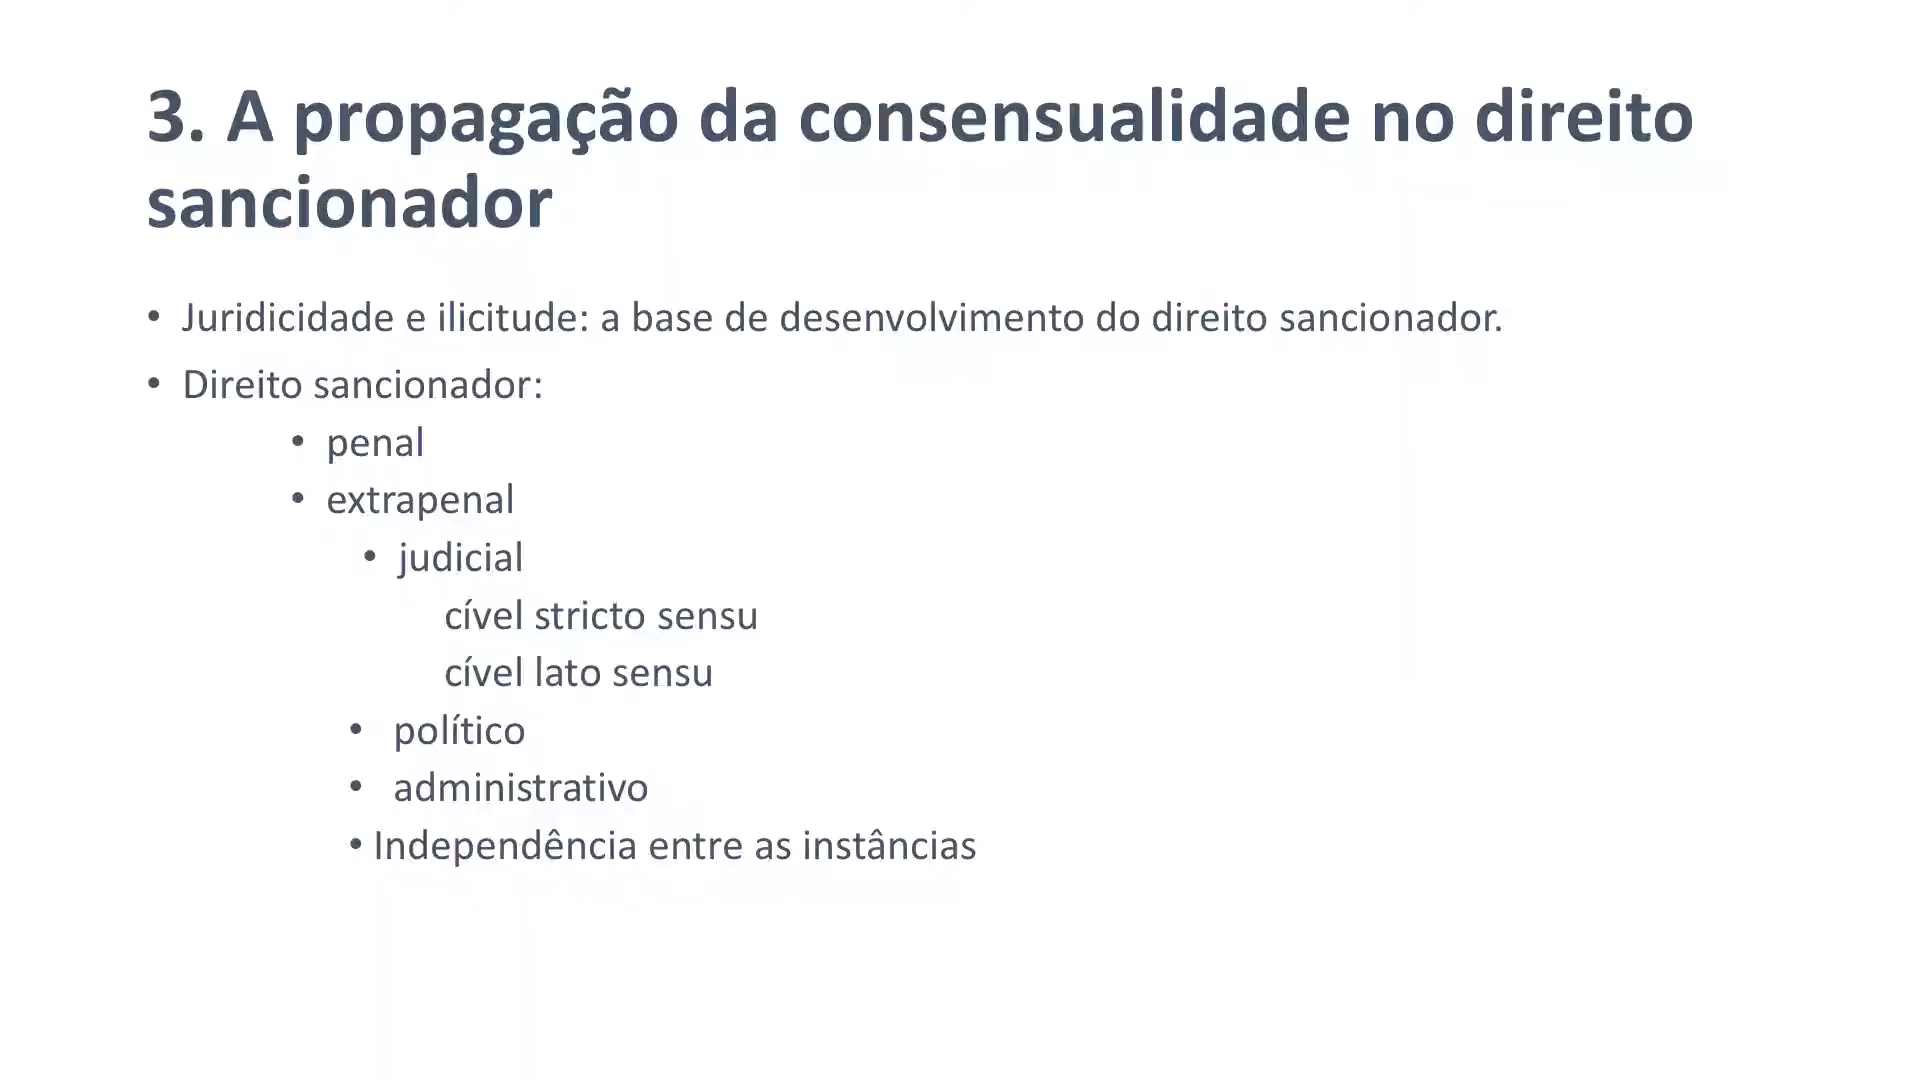 3. A propagação da consensualidade no direito
sancionador
• Juridicidade e ilicitude: a base de desenvolvimento do direito sancionador.
• Direito sancionador:
• penal
• extrapenal
• judicial
cível stricto sensu
cível lato sensu
• político
• administrativo
• Independência entre as instâncias